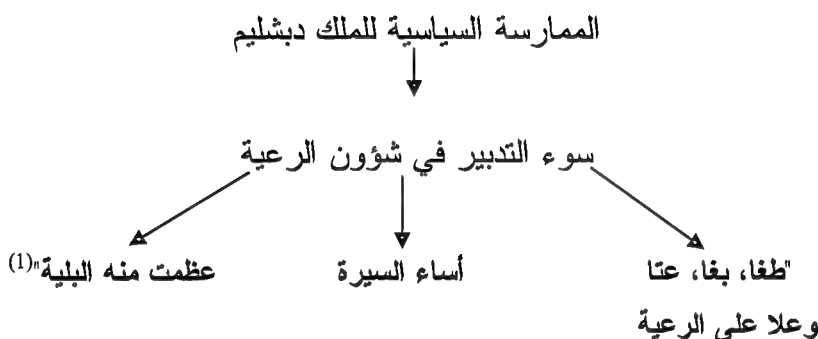 الممارسة السياسية للملك دبشليم
سوء التدبير في شؤون الرعية
"طغا، بغا، عتا
وعلا على الرعية
أساء السيرة
عظمت منه البلية"(1)